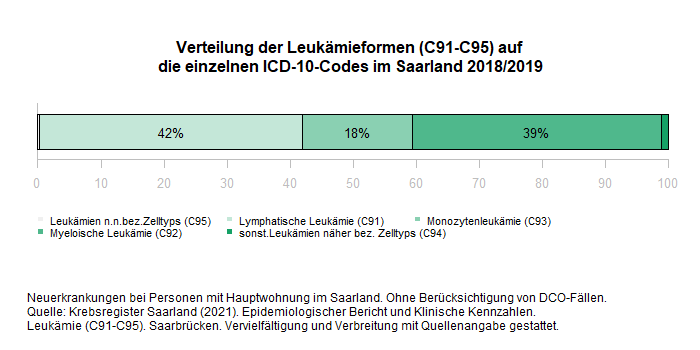 Verteilung der Leukämieformen (C91-C95) auf
die einzelnen ICD-10-Codes im Saarland 2018/2019
42% 18% 39%
0 10 20 30 40 50 60 70 80 90 100
Leukämien n.n.bez.Zelltyps (C95) Lymphatische Leukämie (C91) Monozytenleukämie (C93)
Myeloische Leukämie (C92) sonst.Leukämien näher bez. Zelltyps (C94)
Neuerkrankungen bei Personen mit Hauptwohnung im Saarland. Ohne Berücksichtigung von DCO-Fällen.
Quelle: Krebsregister Saarland (2021). Epidemiologischer Bericht und Klinische Kennzahlen.
Leukämie (C91-C95). Saarbrücken. Vervielfältigung und Verbreitung mit Quellenangabe gestattet.